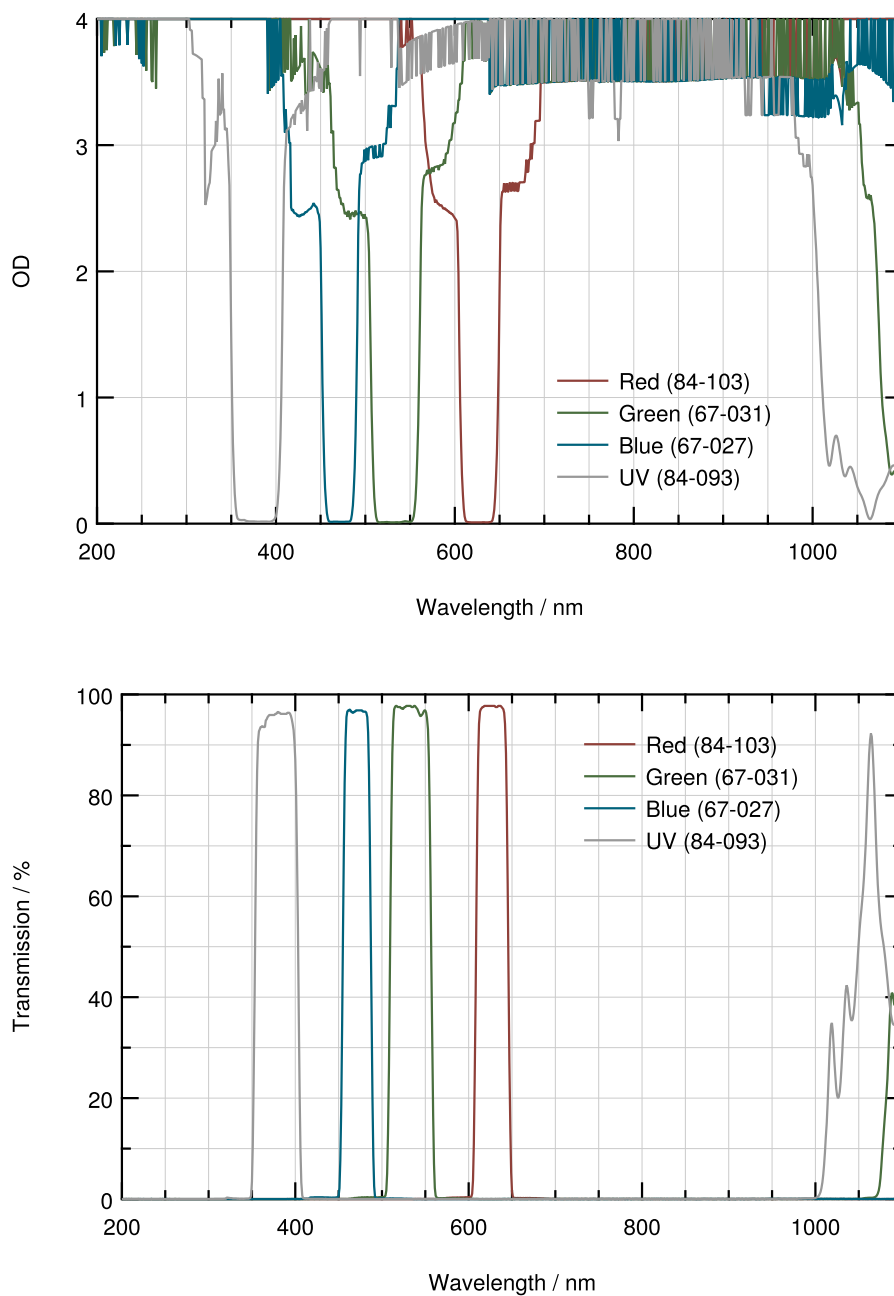 4
3
2
1
0
OD
Red (84-103)
Green (67-031)
Blue (67-027)
UV (84-093)
200 400 600 800 1000
Wavelength / nm
100
80
60
40
20
0
Transmission / %
Red (84-103)
Green (67-031)
Blue (67-027)
UV (84-093)
200 400 600 800 1000
Wavelength / nm